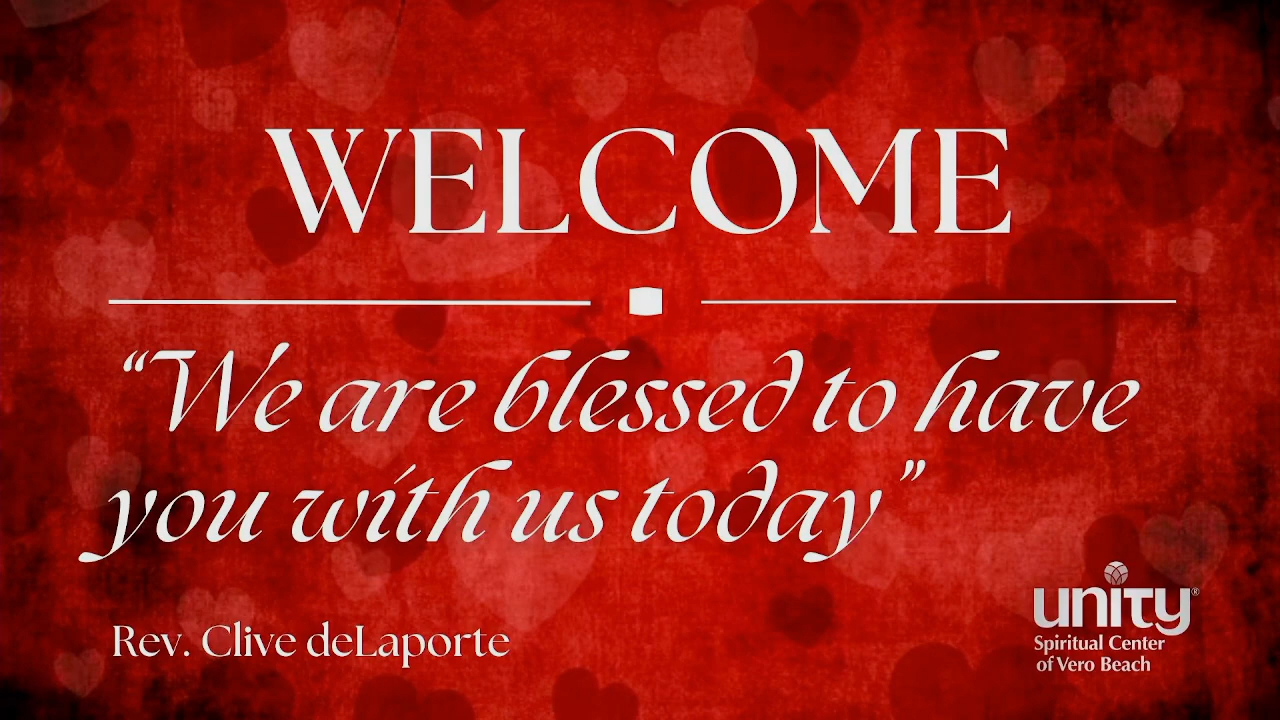 WELCOME
“We are blessed to have
you with us today”
Rev. Clive deLaporte
unity®
Spiritual Center
of Vero Beach